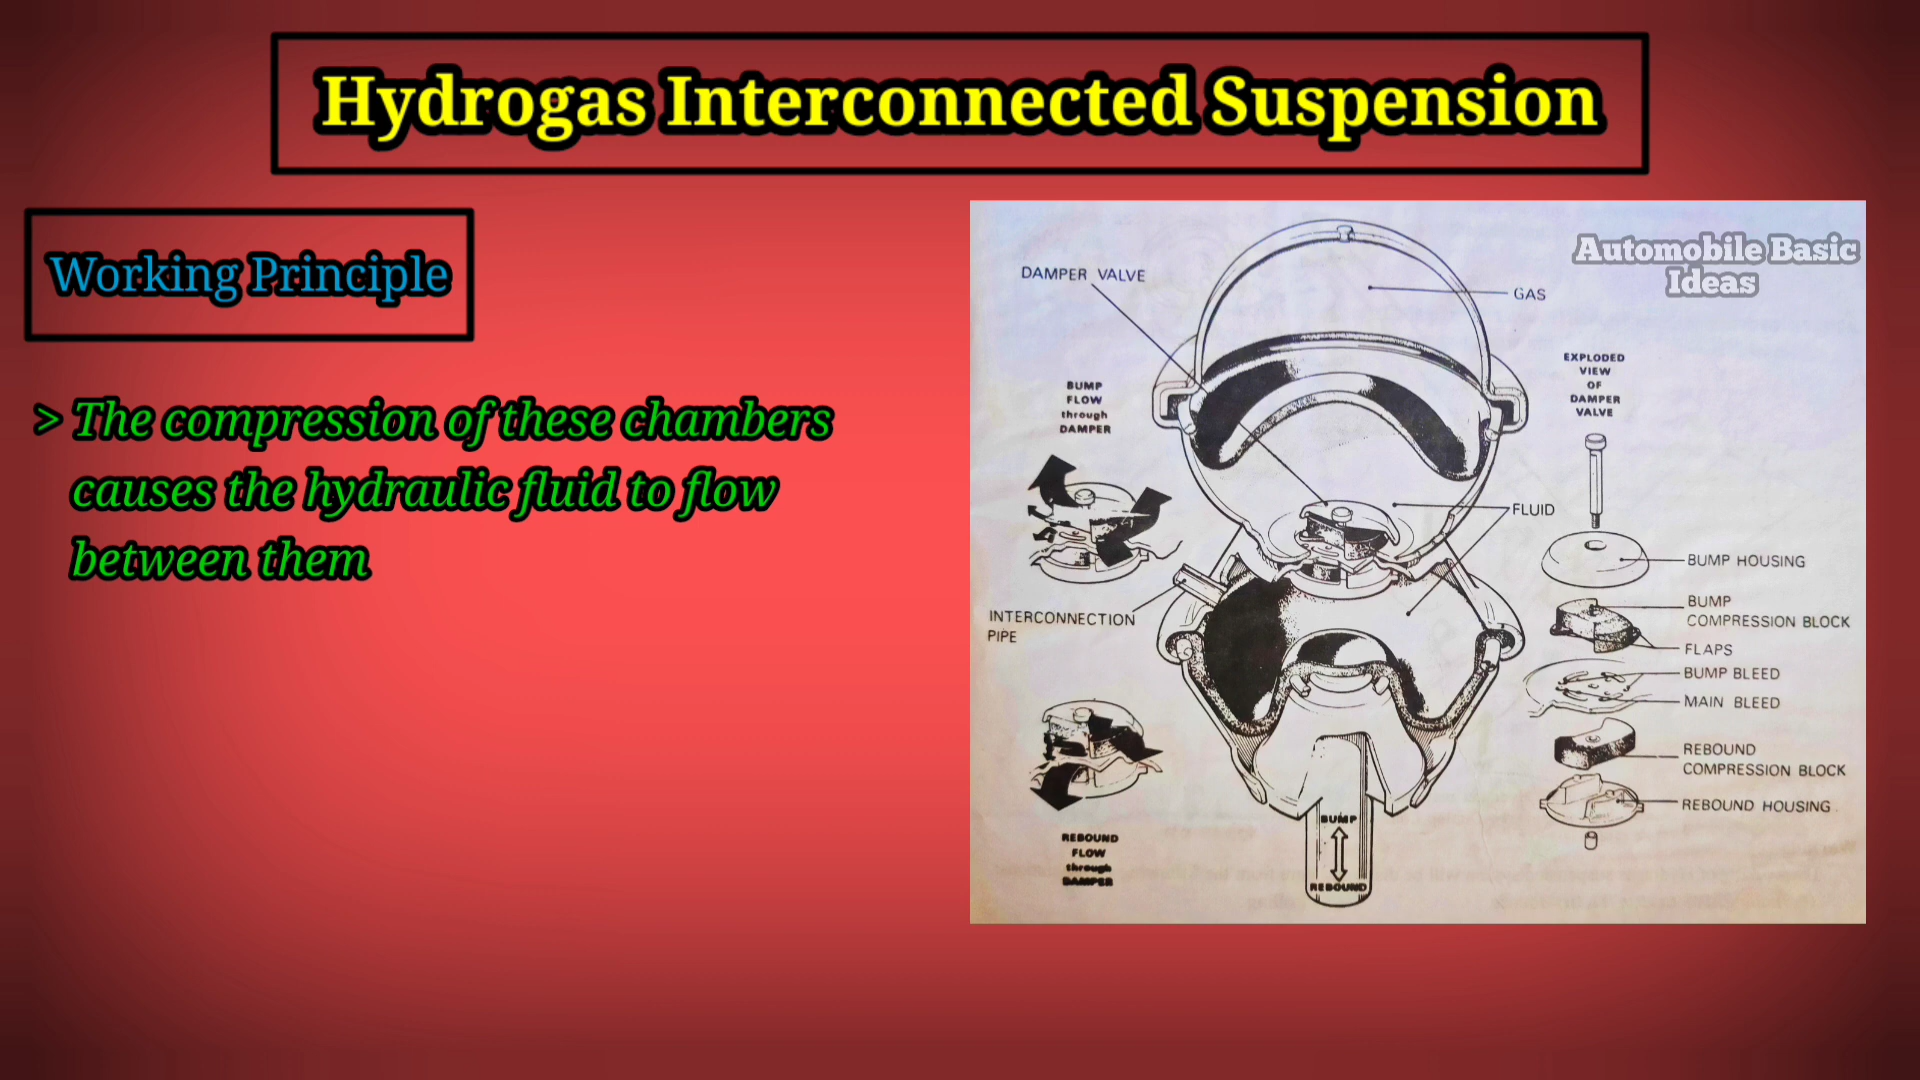 Hydrogas Interconnected Suspension
Working Principle
> The compression of these chambers
causes the hydraulic fluid to flow
between them
Automobile Basic
Ideas
DAMPER VALVE
GAS
BUMP
FLOW
through
DAMPER
EXPLODED
VIEW
OF
DAMPER
VALVE
FLUID
BUMP HOUSING
BUMP
COMPRESSION BLOCK
FLAPS
BUMP BLEED
MAIN BLEED
REBOUND
COMPRESSION BLOCK
REBOUND HOUSING
INTERCONNECTION
PIPE
REBOUND
FLOW
through
DAMPER
BUMP
REBOUND